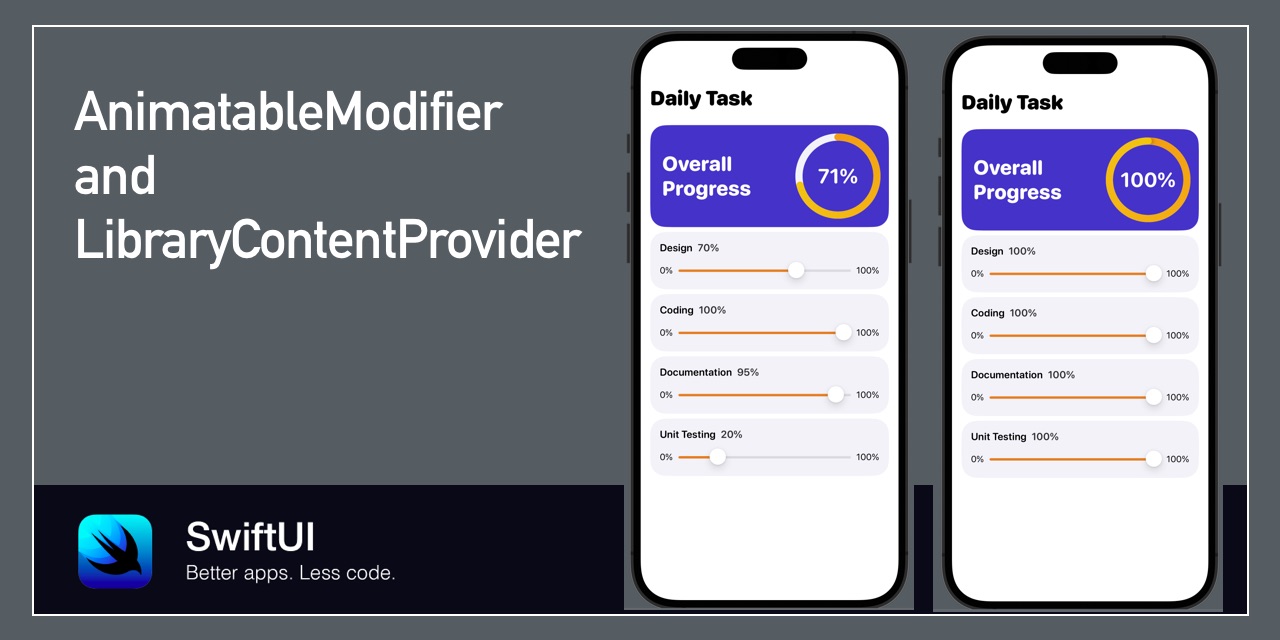 AnimatableModifier
and
LibraryContentProvider
SwiftUI
Better apps. Less code.
Daily Task
Overall
Progress
71%
Design 70%
0% 100%
Coding 100%
0% 100%
Documentation 95%
0% 100%
Unit Testing 20%
0% 100%
Daily Task
Overall
Progress
100%
Design 100%
0% 100%
Coding 100%
0% 100%
Documentation 100%
0% 100%
Unit Testing 100%
0% 100%